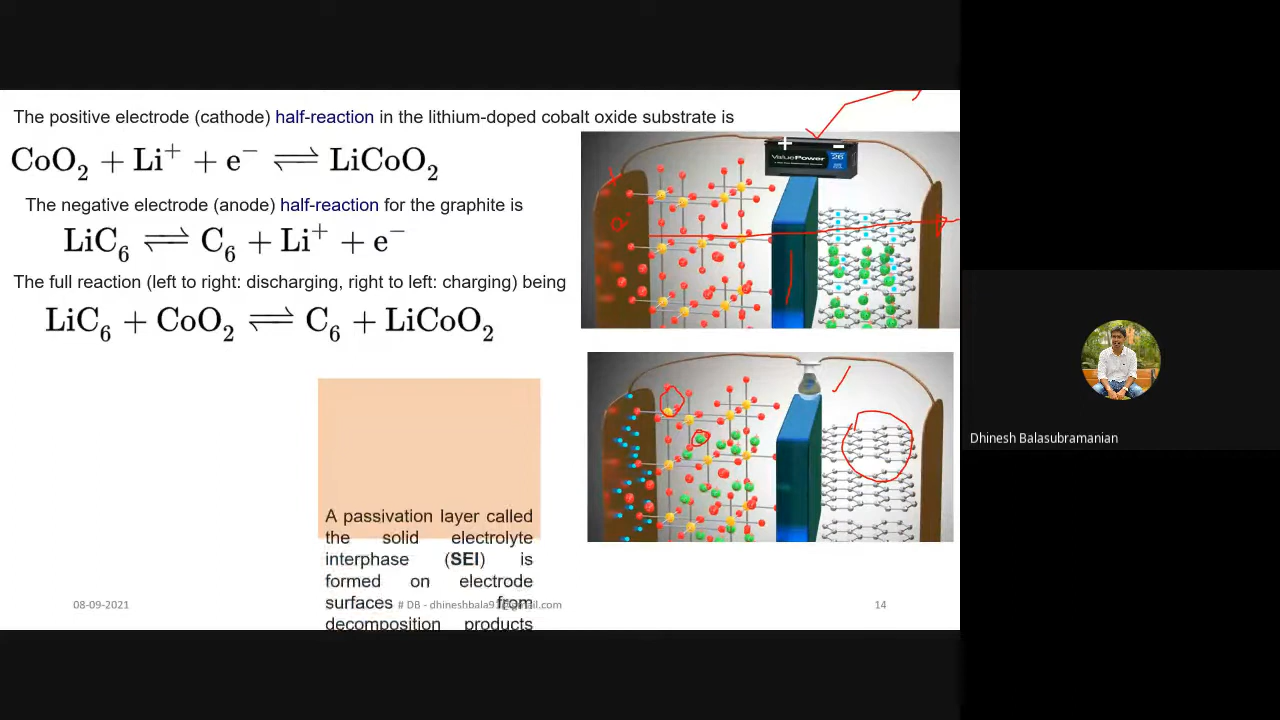 The positive electrode (cathode) half-reaction in the lithium-doped cobalt oxide substrate is
CoO₂ + Li⁺ + e⁻ ⇌ LiCoO₂
The negative electrode (anode) half-reaction for the graphite is
LiC₆ ⇌ C₆ + Li⁺ + e⁻
The full reaction (left to right: discharging, right to left: charging) being
LiC₆ + CoO₂ ⇌ C₆ + LiCoO₂
+ -
ValuePower 26
A passivation layer called
the solid electrolyte
interphase (SEI) is
formed on electrode
surfaces from
decomposition products
08-09-2021
# DB -
14
Dhinesh Balasubramanian